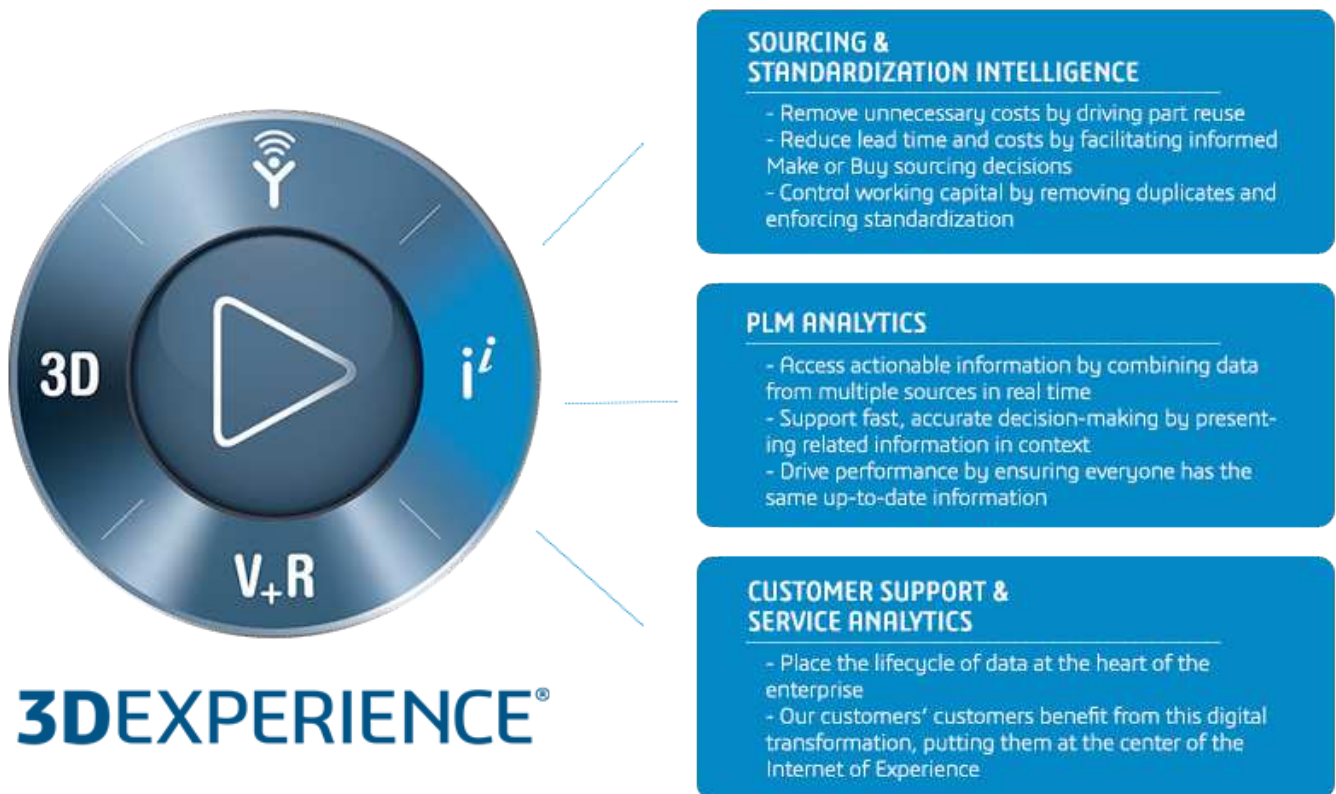 3D
iⁱ
V+R
3DEXPERIENCE®
SOURCING &
STANDARDIZATION INTELLIGENCE
- Remove unnecessary costs by driving part reuse
- Reduce lead time and costs by facilitating informed
Make or Buy sourcing decisions
- Control working capital by removing duplicates and
enforcing standardization
PLM ANALYTICS
- Access actionable information by combining data
from multiple sources in real time
- Support fast, accurate decision-making by present-
ing related information in context
- Drive performance by ensuring everyone has the
same up-to-date information
CUSTOMER SUPPORT &
SERVICE ANALYTICS
- Place the lifecycle of data at the heart of the
enterprise
- Our customers' customers benefit from this digital
transformation, putting them at the center of the
Internet of Experience